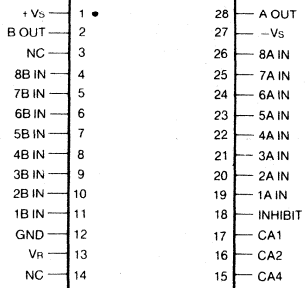 + Vs 1 28 A OUT
B OUT 2 27 −Vs
NC 3 26 8A IN
8B IN 4 25 7A IN
7B IN 5 24 6A IN
6B IN 6 23 5A IN
5B IN 7 22 4A IN
4B IN 8 21 3A IN
3B IN 9 20 2A IN
2B IN 10 19 1A IN
1B IN 11 18 INHIBIT
GND 12 17 CA1
VR 13 16 CA2
NC 14 15 CA4